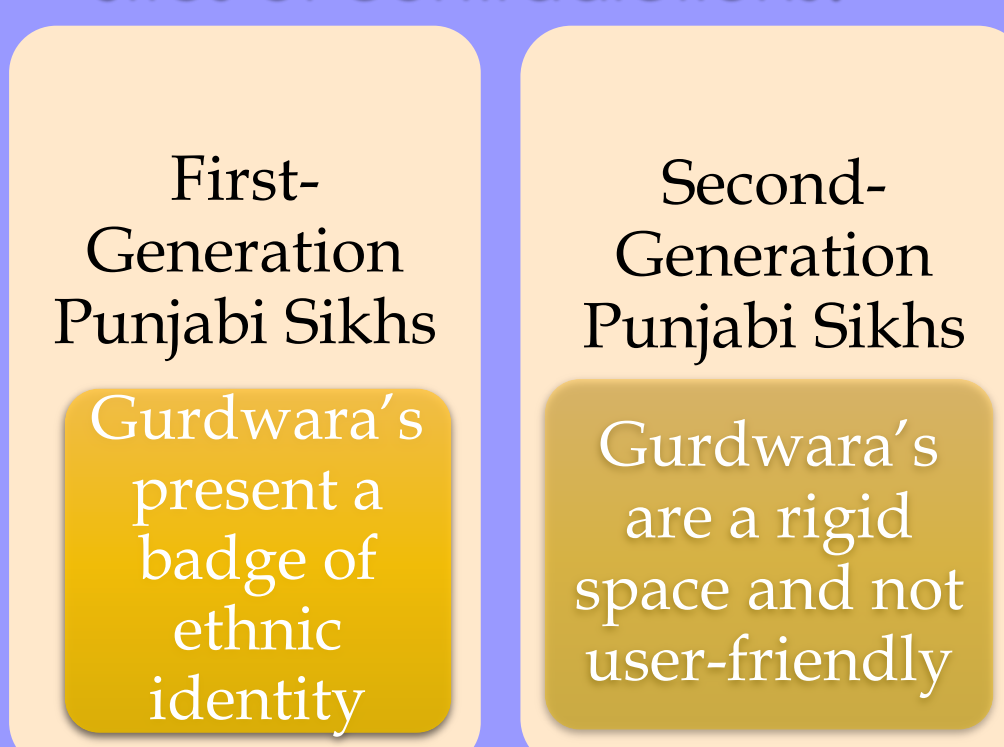 First-
Generation
Punjabi Sikhs
Gurdwara’s
present a
badge of
ethnic
identity
Second-
Generation
Punjabi Sikhs
Gurdwara’s
are a rigid
space and not
user-friendly